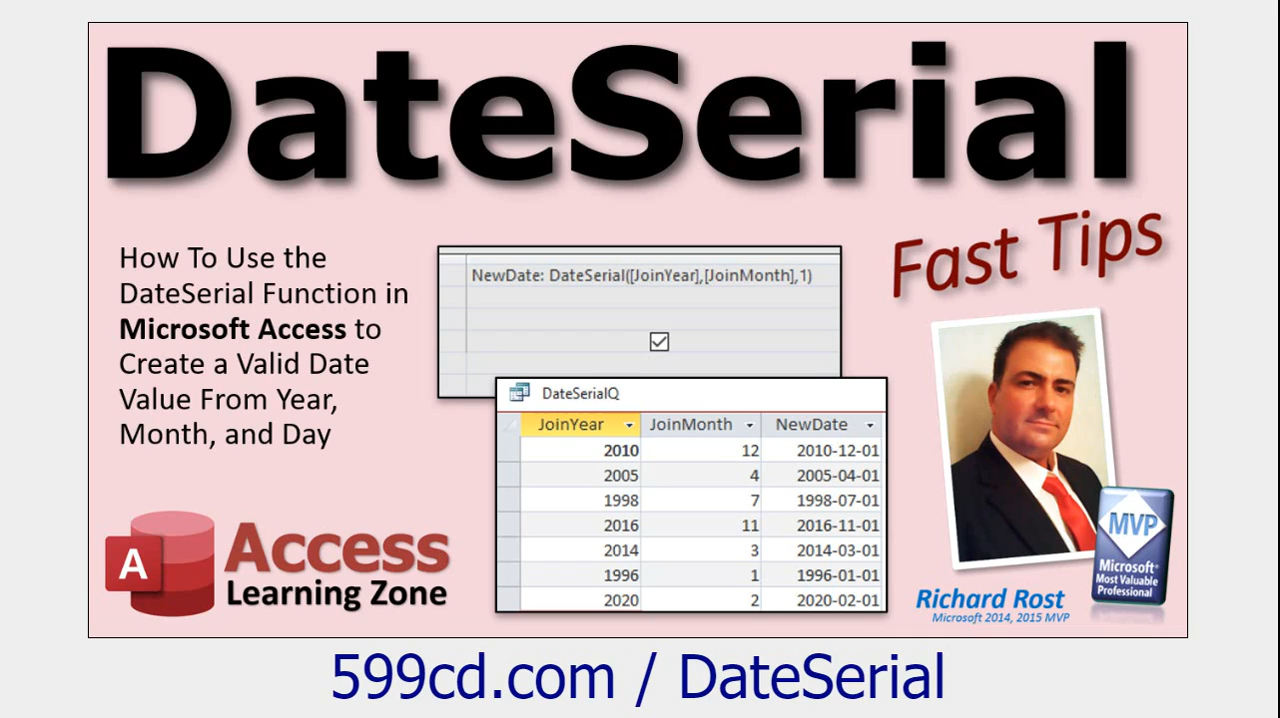 DateSerial
How To Use the
DateSerial Function in
Microsoft Access to
Create a Valid Date
Value From Year,
Month, and Day
NewDate: DateSerial([JoinYear],[JoinMonth],1)
Fast Tips
DateSerialQ
JoinYear JoinMonth NewDate
2010 12 2010-12-01
2005 4 2005-04-01
1998 7 1998-07-01
2016 11 2016-11-01
2014 3 2014-03-01
1996 1 1996-01-01
2020 2 2020-02-01
A
Access
Learning Zone
MVP
Microsoft®
Most Valuable
Professional
Richard Rost
Microsoft 2014, 2015 MVP
599cd.com / DateSerial